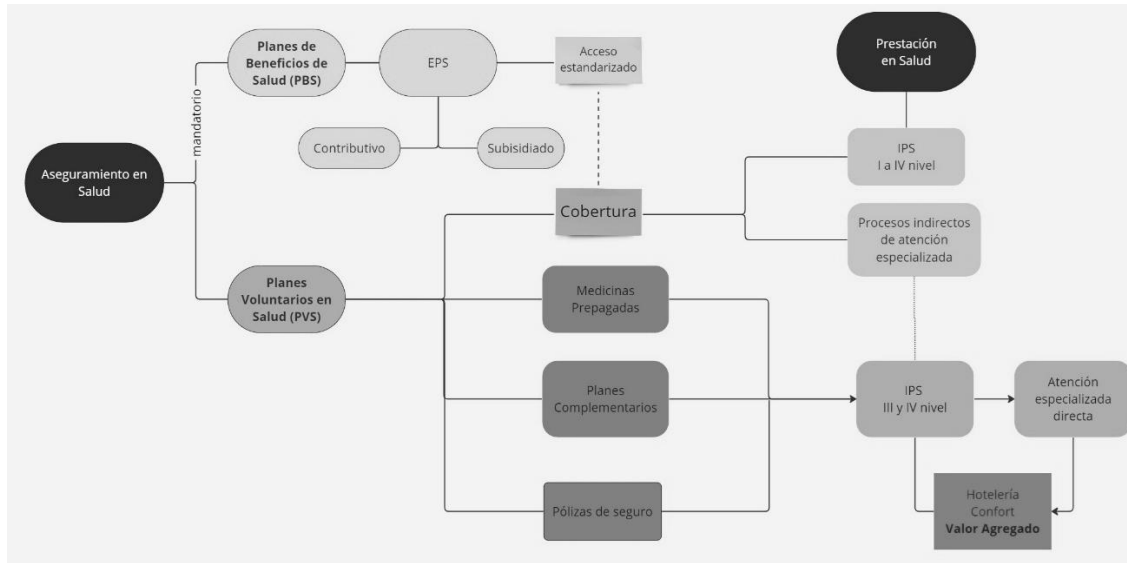 Planes de
Beneficios de
Salud (PBS)
EPS
Acceso
estandarizado
Prestación
en Salud
mandatorio
Contributivo
Subisidiado
IPS
I a IV nivel
Aseguramiento en
Salud
Cobertura
Procesos indirectos
de atención
especializada
Planes
Voluntarios en
Salud (PVS)
Medicinas
Prepagadas
Planes
Complementarios
IPS
III y IV nivel
Atención
especializada
directa
Pólizas de seguro
Hotelería
Confort
Valor Agregado